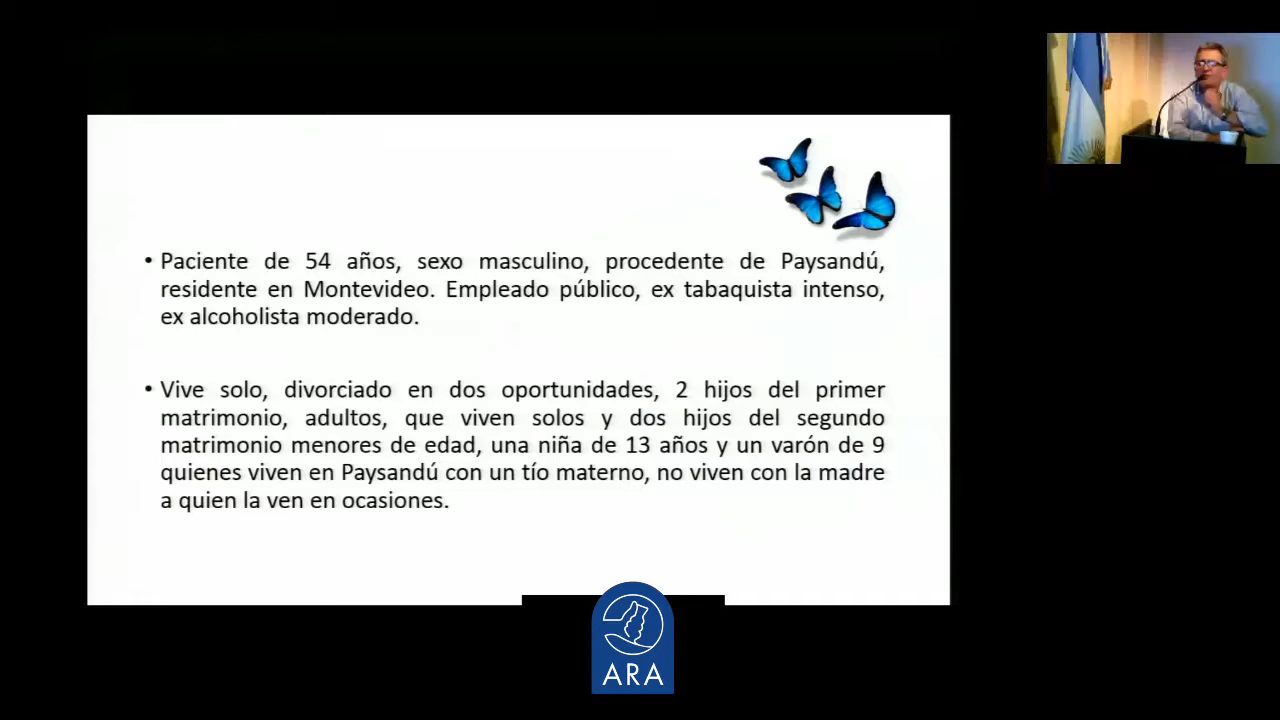 • Paciente de 54 años, sexo masculino, procedente de Paysandú,
residente en Montevideo. Empleado público, ex tabaquista intenso,
ex alcoholista moderado.
• Vive solo, divorciado en dos oportunidades, 2 hijos del primer
matrimonio, adultos, que viven solos y dos hijos del segundo
matrimonio menores de edad, una niña de 13 años y un varón de 9
quienes viven en Paysandú con un tío materno, no viven con la madre
a quien la ven en ocasiones.
ARA